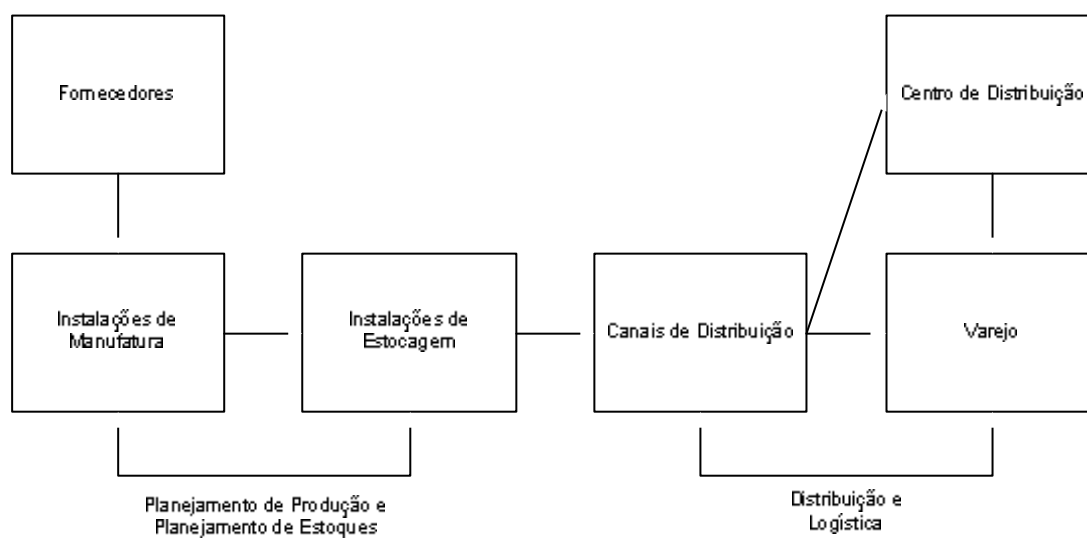 Fornecedores
Centro de Distribuição
Instalações de
Manufatura
Instalações de
Estocagem
Canais de Distribuição
Varejo
Planejamento de Produção e
Planejamento de Estoques
Distribuição e
Logística